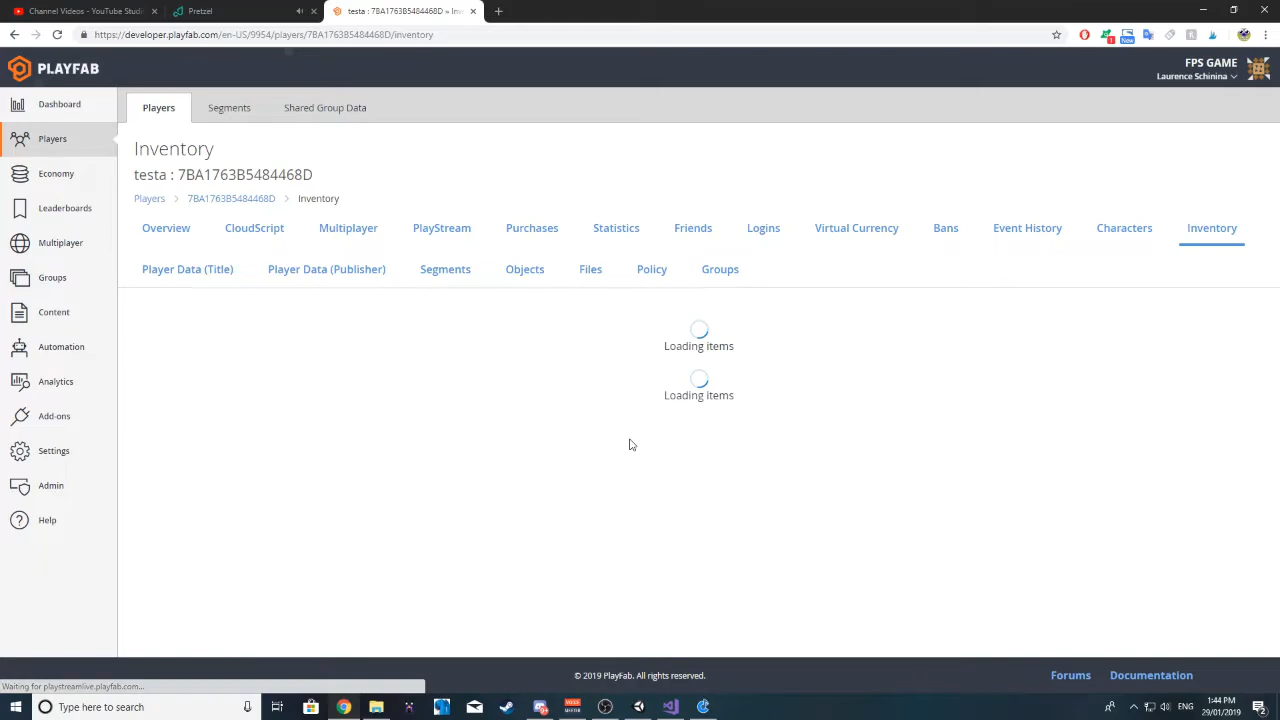 Channel Videos - YouTube Studi
Pretzel
testa : 7BA1763B5484468D » Inv
https://developer.playfab.com/en-US/9954/players/7BA1763B5484468D/inventory
1
New
PLAYFAB
FPS GAME
Laurence Schinina
Dashboard
Players
Economy
Leaderboards
Multiplayer
Groups
Content
Automation
Analytics
Add-ons
Settings
Admin
Help
Players
Segments
Shared Group Data
Inventory
testa : 7BA1763B5484468D
Players > 7BA1763B5484468D > Inventory
Overview
CloudScript
Multiplayer
PlayStream
Purchases
Statistics
Friends
Logins
Virtual Currency
Bans
Event History
Characters
Inventory
Player Data (Title)
Player Data (Publisher)
Segments
Objects
Files
Policy
Groups
Loading items
Loading items
© 2019 PlayFab. All rights reserved.
Forums
Documentation
Waiting for playstreamlive.playfab.com...
Type here to search
ENG
1:44 PM
29/01/2019
2